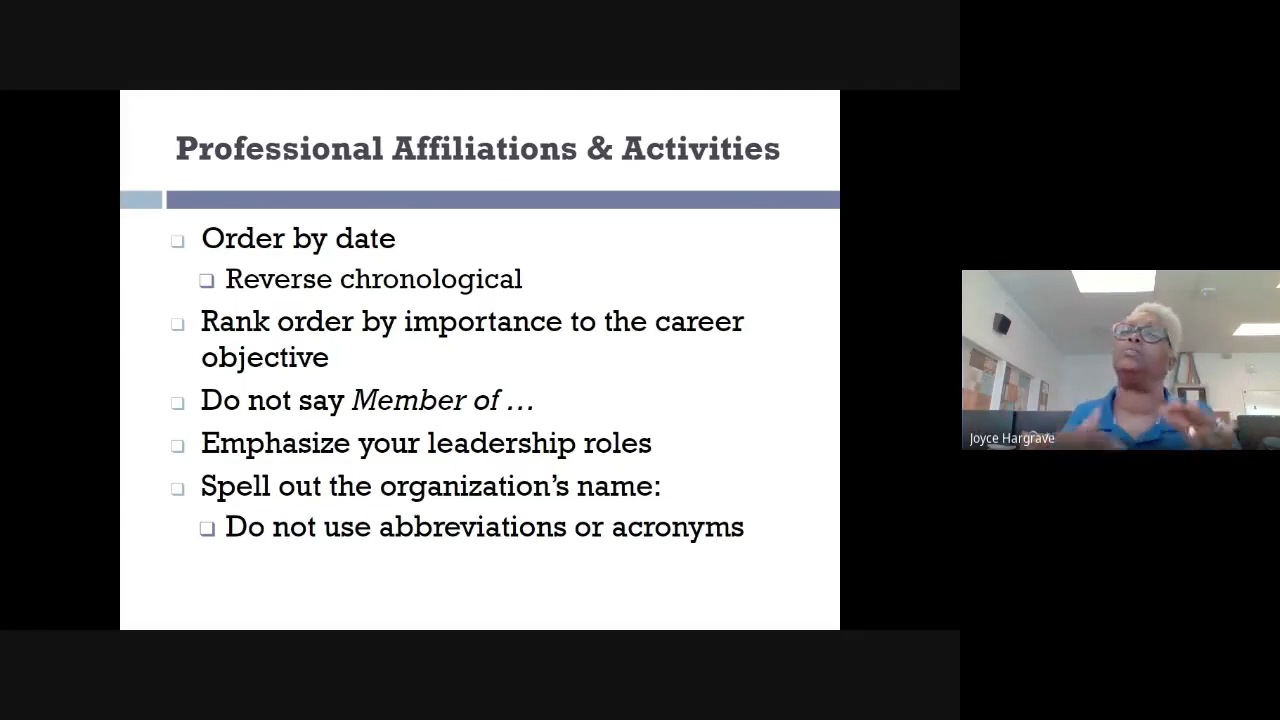 Professional Affiliations & Activities
Order by date
Reverse chronological
Rank order by importance to the career
objective
Do not say Member of …
Emphasize your leadership roles
Spell out the organization’s name:
Do not use abbreviations or acronyms
Joyce Hargrave